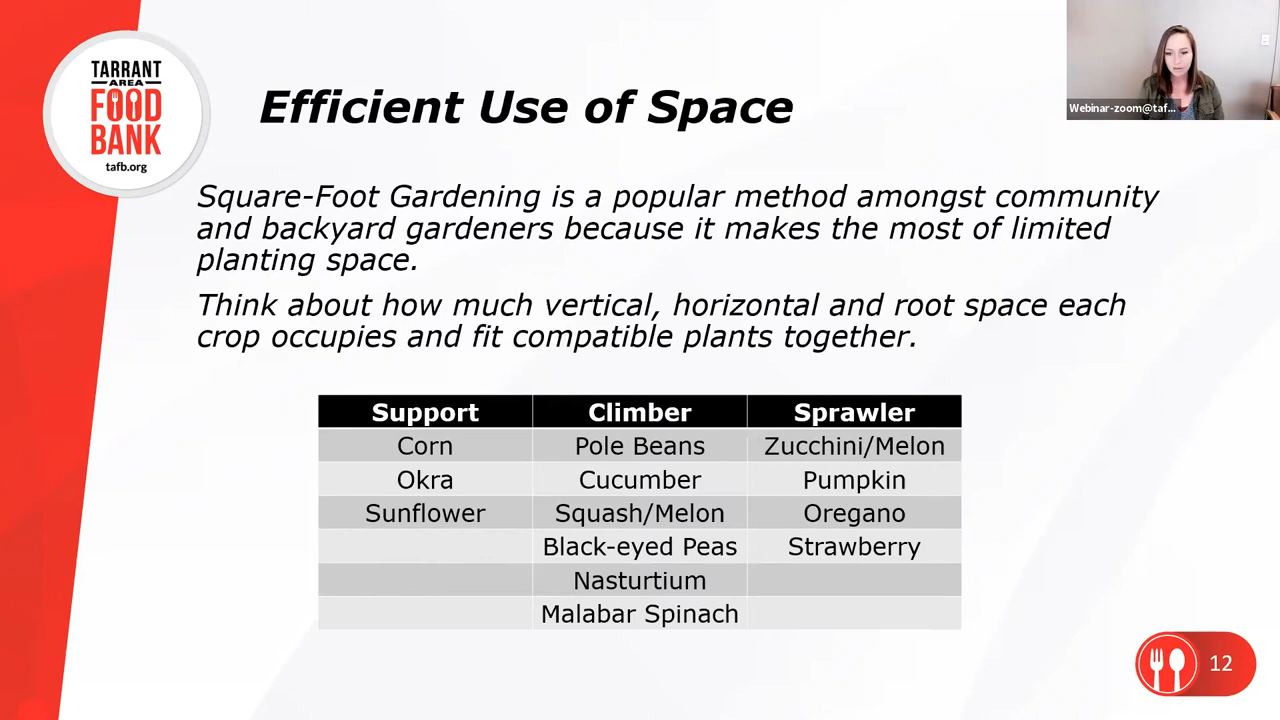 TARRANT
AREA
FOOD
BANK
tafb.org
Efficient Use of Space
Webinar-zoom@taf...
Square-Foot Gardening is a popular method amongst community
and backyard gardeners because it makes the most of limited
planting space.
Think about how much vertical, horizontal and root space each
crop occupies and fit compatible plants together.
Support Climber Sprawler
Corn Pole Beans Zucchini/Melon
Okra Cucumber Pumpkin
Sunflower Squash/Melon Oregano
Black-eyed Peas Strawberry
Nasturtium
Malabar Spinach
12